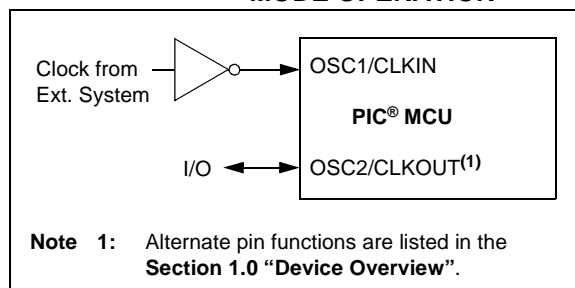 MODE OPERATION
Clock from
Ext. System
OSC1/CLKIN
PIC® MCU
I/O
OSC2/CLKOUT(1)
Note 1: Alternate pin functions are listed in the
Section 1.0 “Device Overview”.